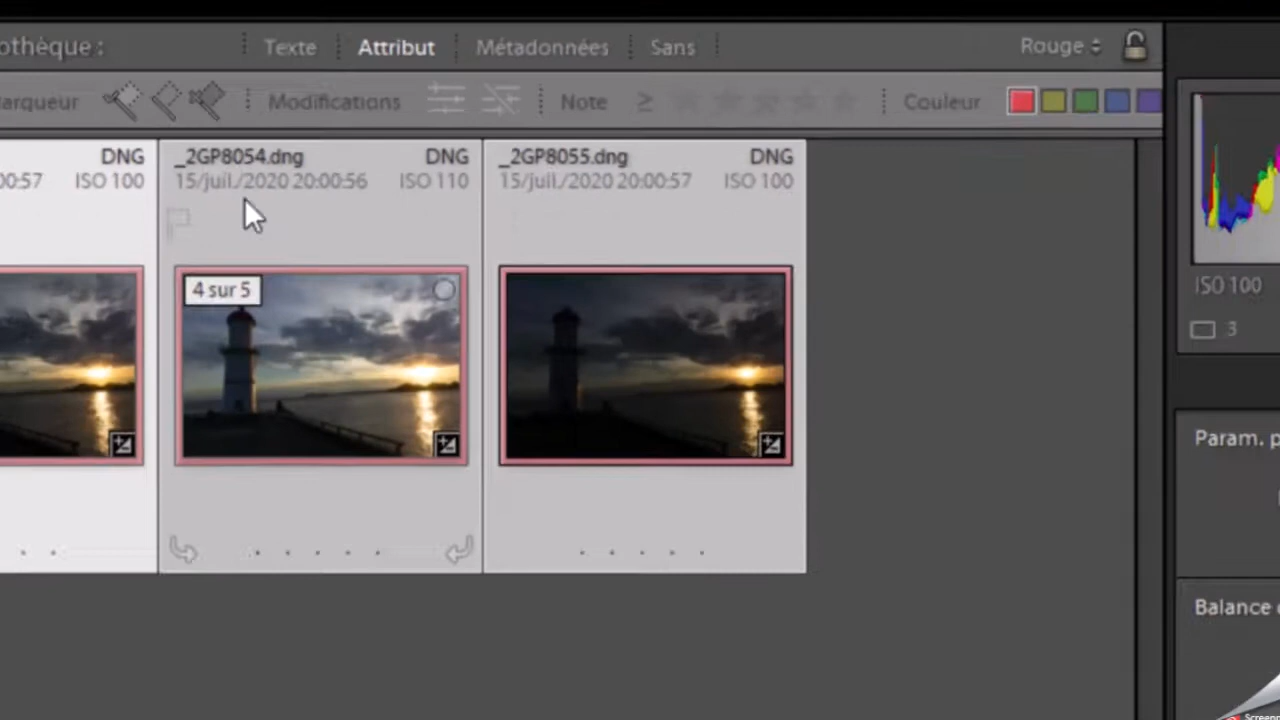 othèque :
Texte
Attribut
Métadonnées
Sans
Rouge
arqueur
Modifications
Note ≥
Couleur
00:57
DNG
ISO 100
_2GP8054.dng DNG
15/juil./2020 20:00:56 ISO 110
_2GP8055.dng DNG
15/juil./2020 20:00:57 ISO 100
4 sur 5
ISO 100
3
Param. p
Balance
Screen